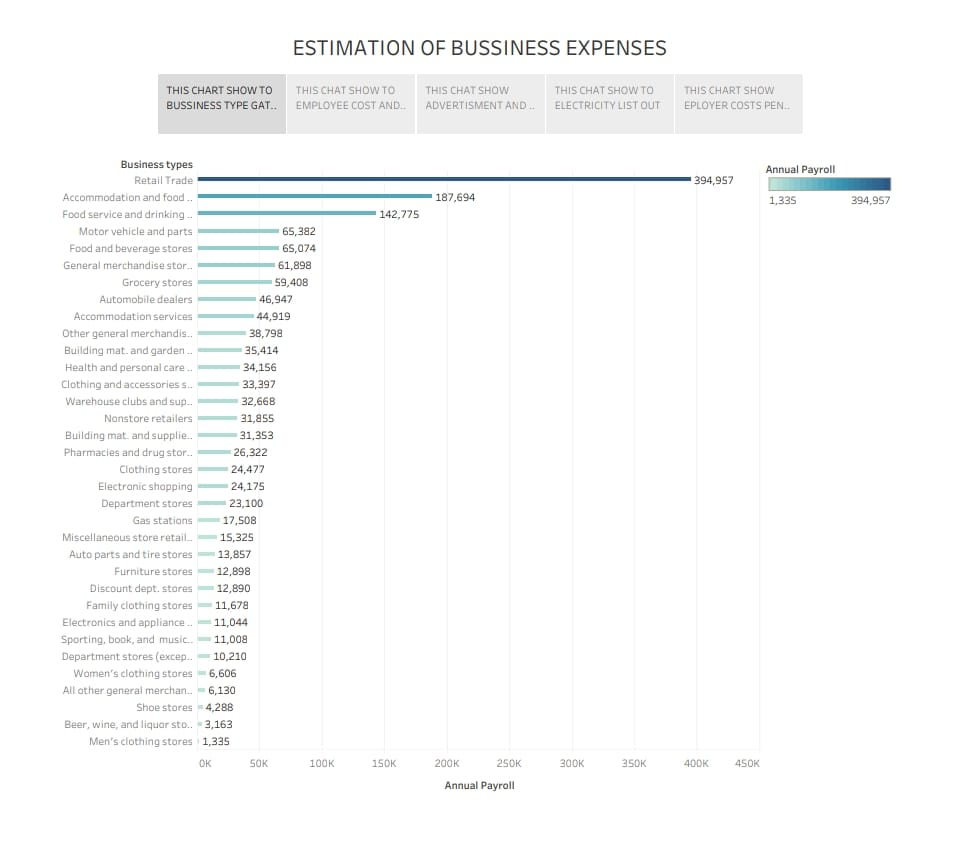 ESTIMATION OF BUSSINESS EXPENSES
THIS CHART SHOW TO
BUSSINESS TYPE GAT..
THIS CHAT SHOW TO
EMPLOYEE COST AND..
THIS CHAT SHOW
ADVERTISMENT AND ..
THIS CHAT SHOW TO
ELECTRICITY LIST OUT
THIS CHART SHOW
EPLOYER COSTS PEN..
Business types
Retail Trade 394,957
Accommodation and food .. 187,694
Food service and drinking .. 142,775
Motor vehicle and parts 65,382
Food and beverage stores 65,074
General merchandise stor.. 61,898
Grocery stores 59,408
Automobile dealers 46,947
Accommodation services 44,919
Other general merchandis.. 38,798
Building mat. and garden .. 35,414
Health and personal care .. 34,156
Clothing and accessories s.. 33,397
Warehouse clubs and sup.. 32,668
Nonstore retailers 31,855
Building mat. and supplie.. 31,353
Pharmacies and drug stor.. 26,322
Clothing stores 24,477
Electronic shopping 24,175
Department stores 23,100
Gas stations 17,508
Miscellaneous store retail.. 15,325
Auto parts and tire stores 13,857
Furniture stores 12,898
Discount dept. stores 12,890
Family clothing stores 11,678
Electronics and appliance .. 11,044
Sporting, book, and music.. 11,008
Department stores (excep.. 10,210
Women's clothing stores 6,606
All other general merchan.. 6,130
Shoe stores 4,288
Beer, wine, and liquor sto.. 3,163
Men's clothing stores 1,335
0K 50K 100K 150K 200K 250K 300K 350K 400K 450K
Annual Payroll
Annual Payroll
1,335 394,957